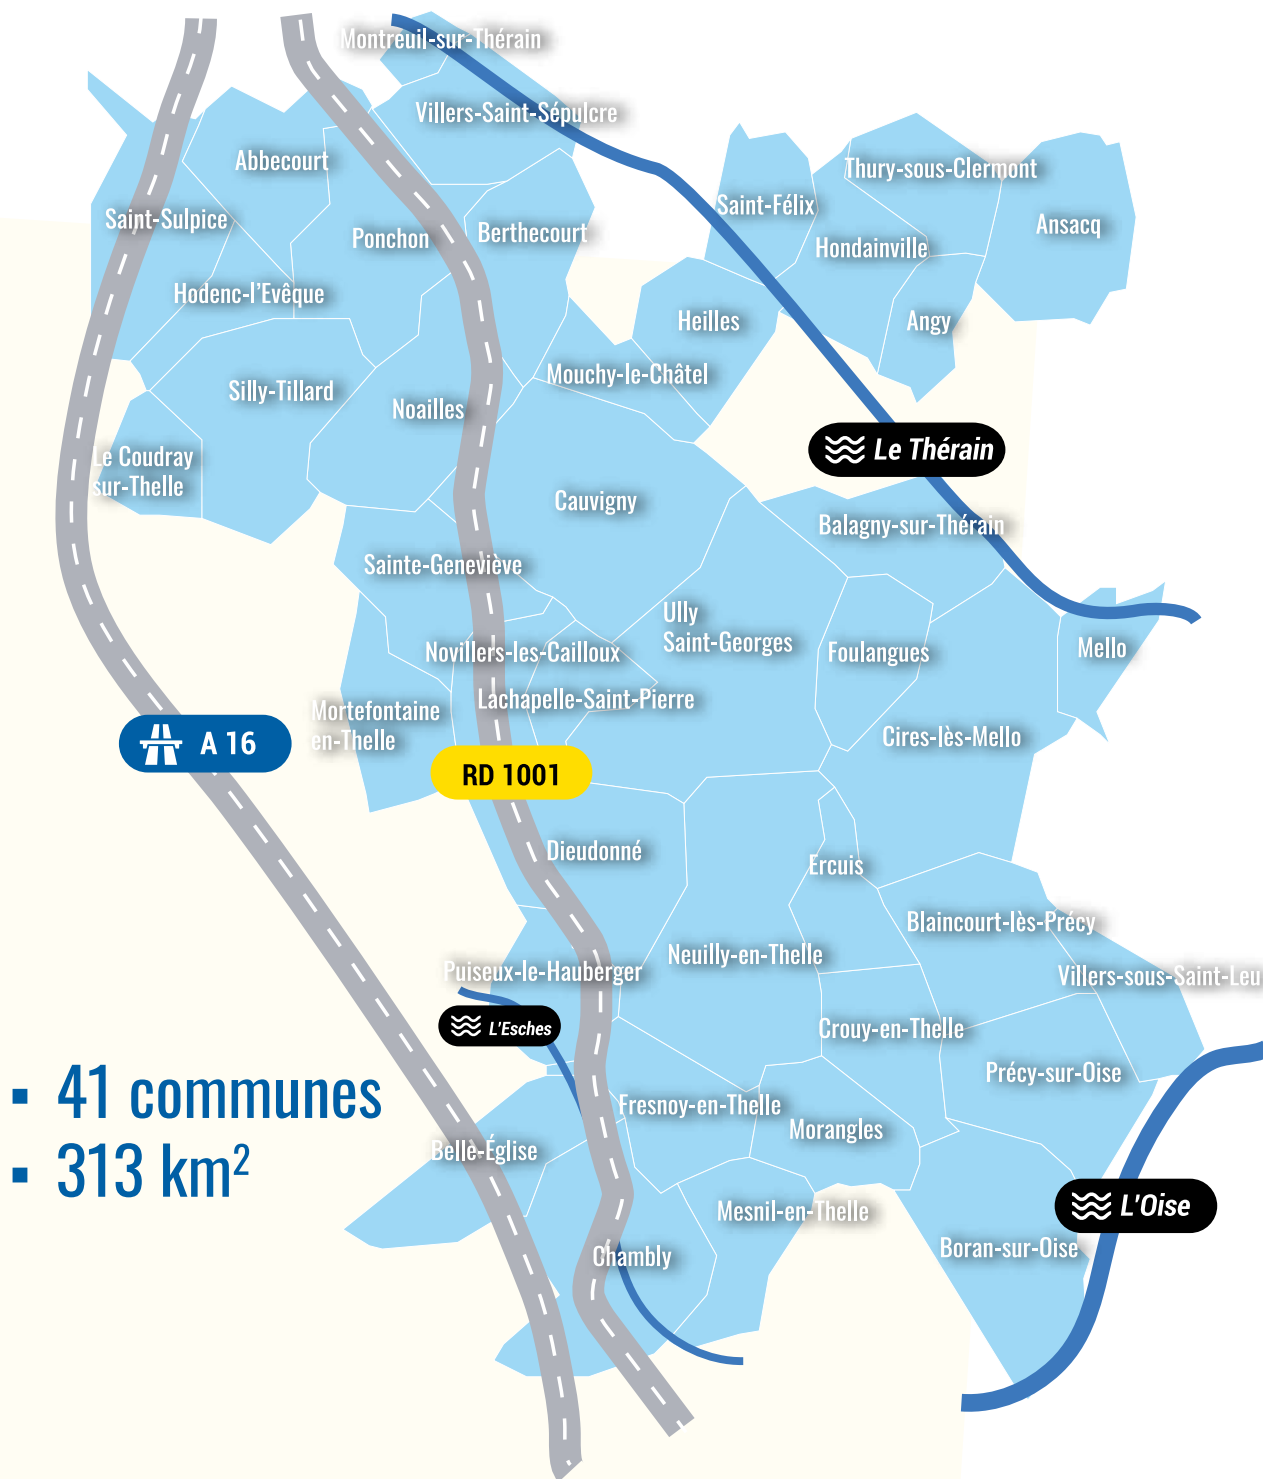 Montreuil-sur-Thérain
Villers-Saint-Sépulcre
Abbecourt
Thury-sous-Clermont
Saint-Félix
Saint-Sulpice
Ansacq
Ponchon
Berthecourt
Hondainville
Hodenc-l'Evêque
Heilles
Angy
Mouchy-le-Châtel
Silly-Tillard
Noailles
Le Thérain
Le Coudray
sur-Thelle
Cauvigny
Balagny-sur-Thérain
Sainte-Geneviève
Ully
Saint-Georges
Novillers-les-Cailloux
Foulangues
Mello
Lachapelle-Saint-Pierre
Mortefontaine
en-Thelle
Cires-lès-Mello
A 16
RD 1001
Dieudonné
Ercuis
Blaincourt-lès-Précy
Neuilly-en-Thelle
Puiseux-le-Hauberger
Villers-sous-Saint-Leu
L'Esches
Crouy-en-Thelle
Précy-sur-Oise
▪ 41 communes
Fresnoy-en-Thelle
Morangles
Belle-Église
▪ 313 km²
L'Oise
Mesnil-en-Thelle
Boran-sur-Oise
Chambly